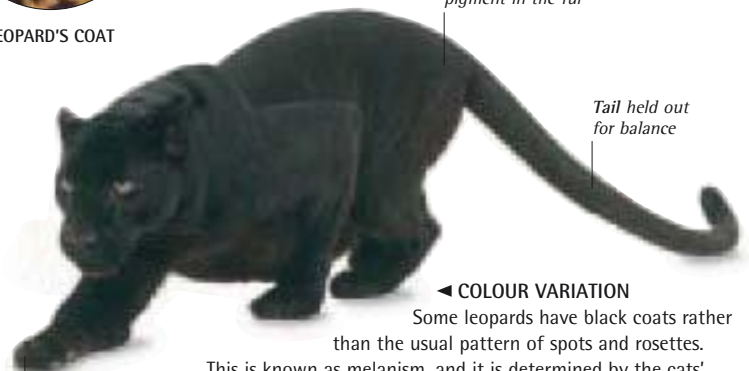 pigment in the fur
LEOPARD'S COAT
Tail held out
for balance
◄ COLOUR VARIATION
Some leopards have black coats rather
than the usual pattern of spots and rosettes.
This is known as melanism, and it is determined by the cats'